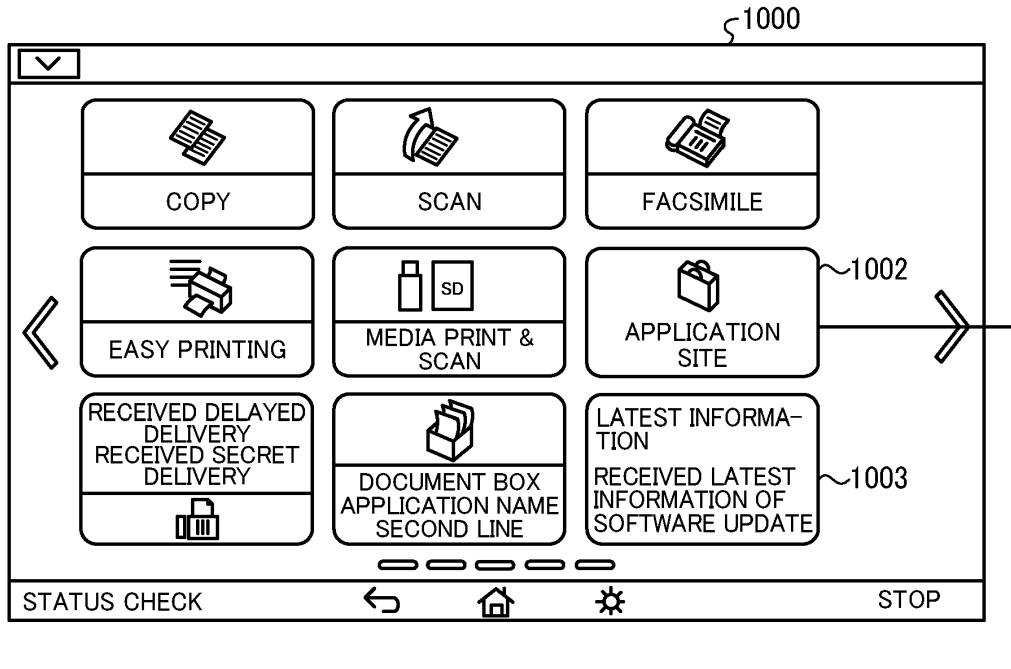 1000
COPY
SCAN
FACSIMILE
SD
EASY PRINTING
MEDIA PRINT &
SCAN
APPLICATION
SITE
1002
RECEIVED DELAYED
DELIVERY
RECEIVED SECRET
DELIVERY
DOCUMENT BOX
APPLICATION NAME
SECOND LINE
LATEST INFORMA-
TION
RECEIVED LATEST
INFORMATION OF
SOFTWARE UPDATE
1003
STATUS CHECK
STOP